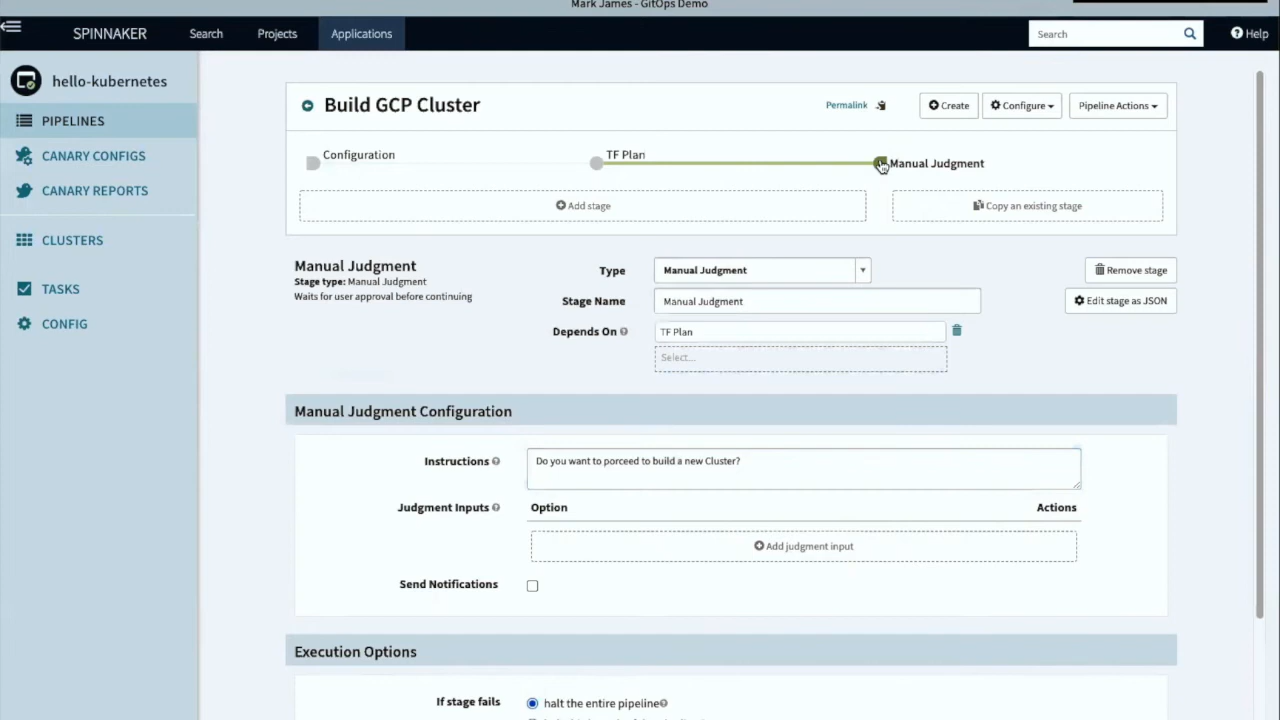 Mark James - GitOps Demo
SPINNAKER Search Projects Applications Search Help
hello-kubernetes
PIPELINES
CANARY CONFIGS
CANARY REPORTS
CLUSTERS
TASKS
CONFIG
Build GCP Cluster Permalink Create Configure Pipeline Actions
Configuration TF Plan Manual Judgment
Add stage Copy an existing stage
Manual Judgment
Stage type: Manual Judgment
Waits for user approval before continuing
Type Manual Judgment Remove stage
Stage Name Manual Judgment Edit stage as JSON
Depends On TF Plan
Select...
Manual Judgment Configuration
Instructions Do you want to porceed to build a new Cluster?
Judgment Inputs Option Actions
Add judgment input
Send Notifications
Execution Options
If stage fails halt the entire pipeline